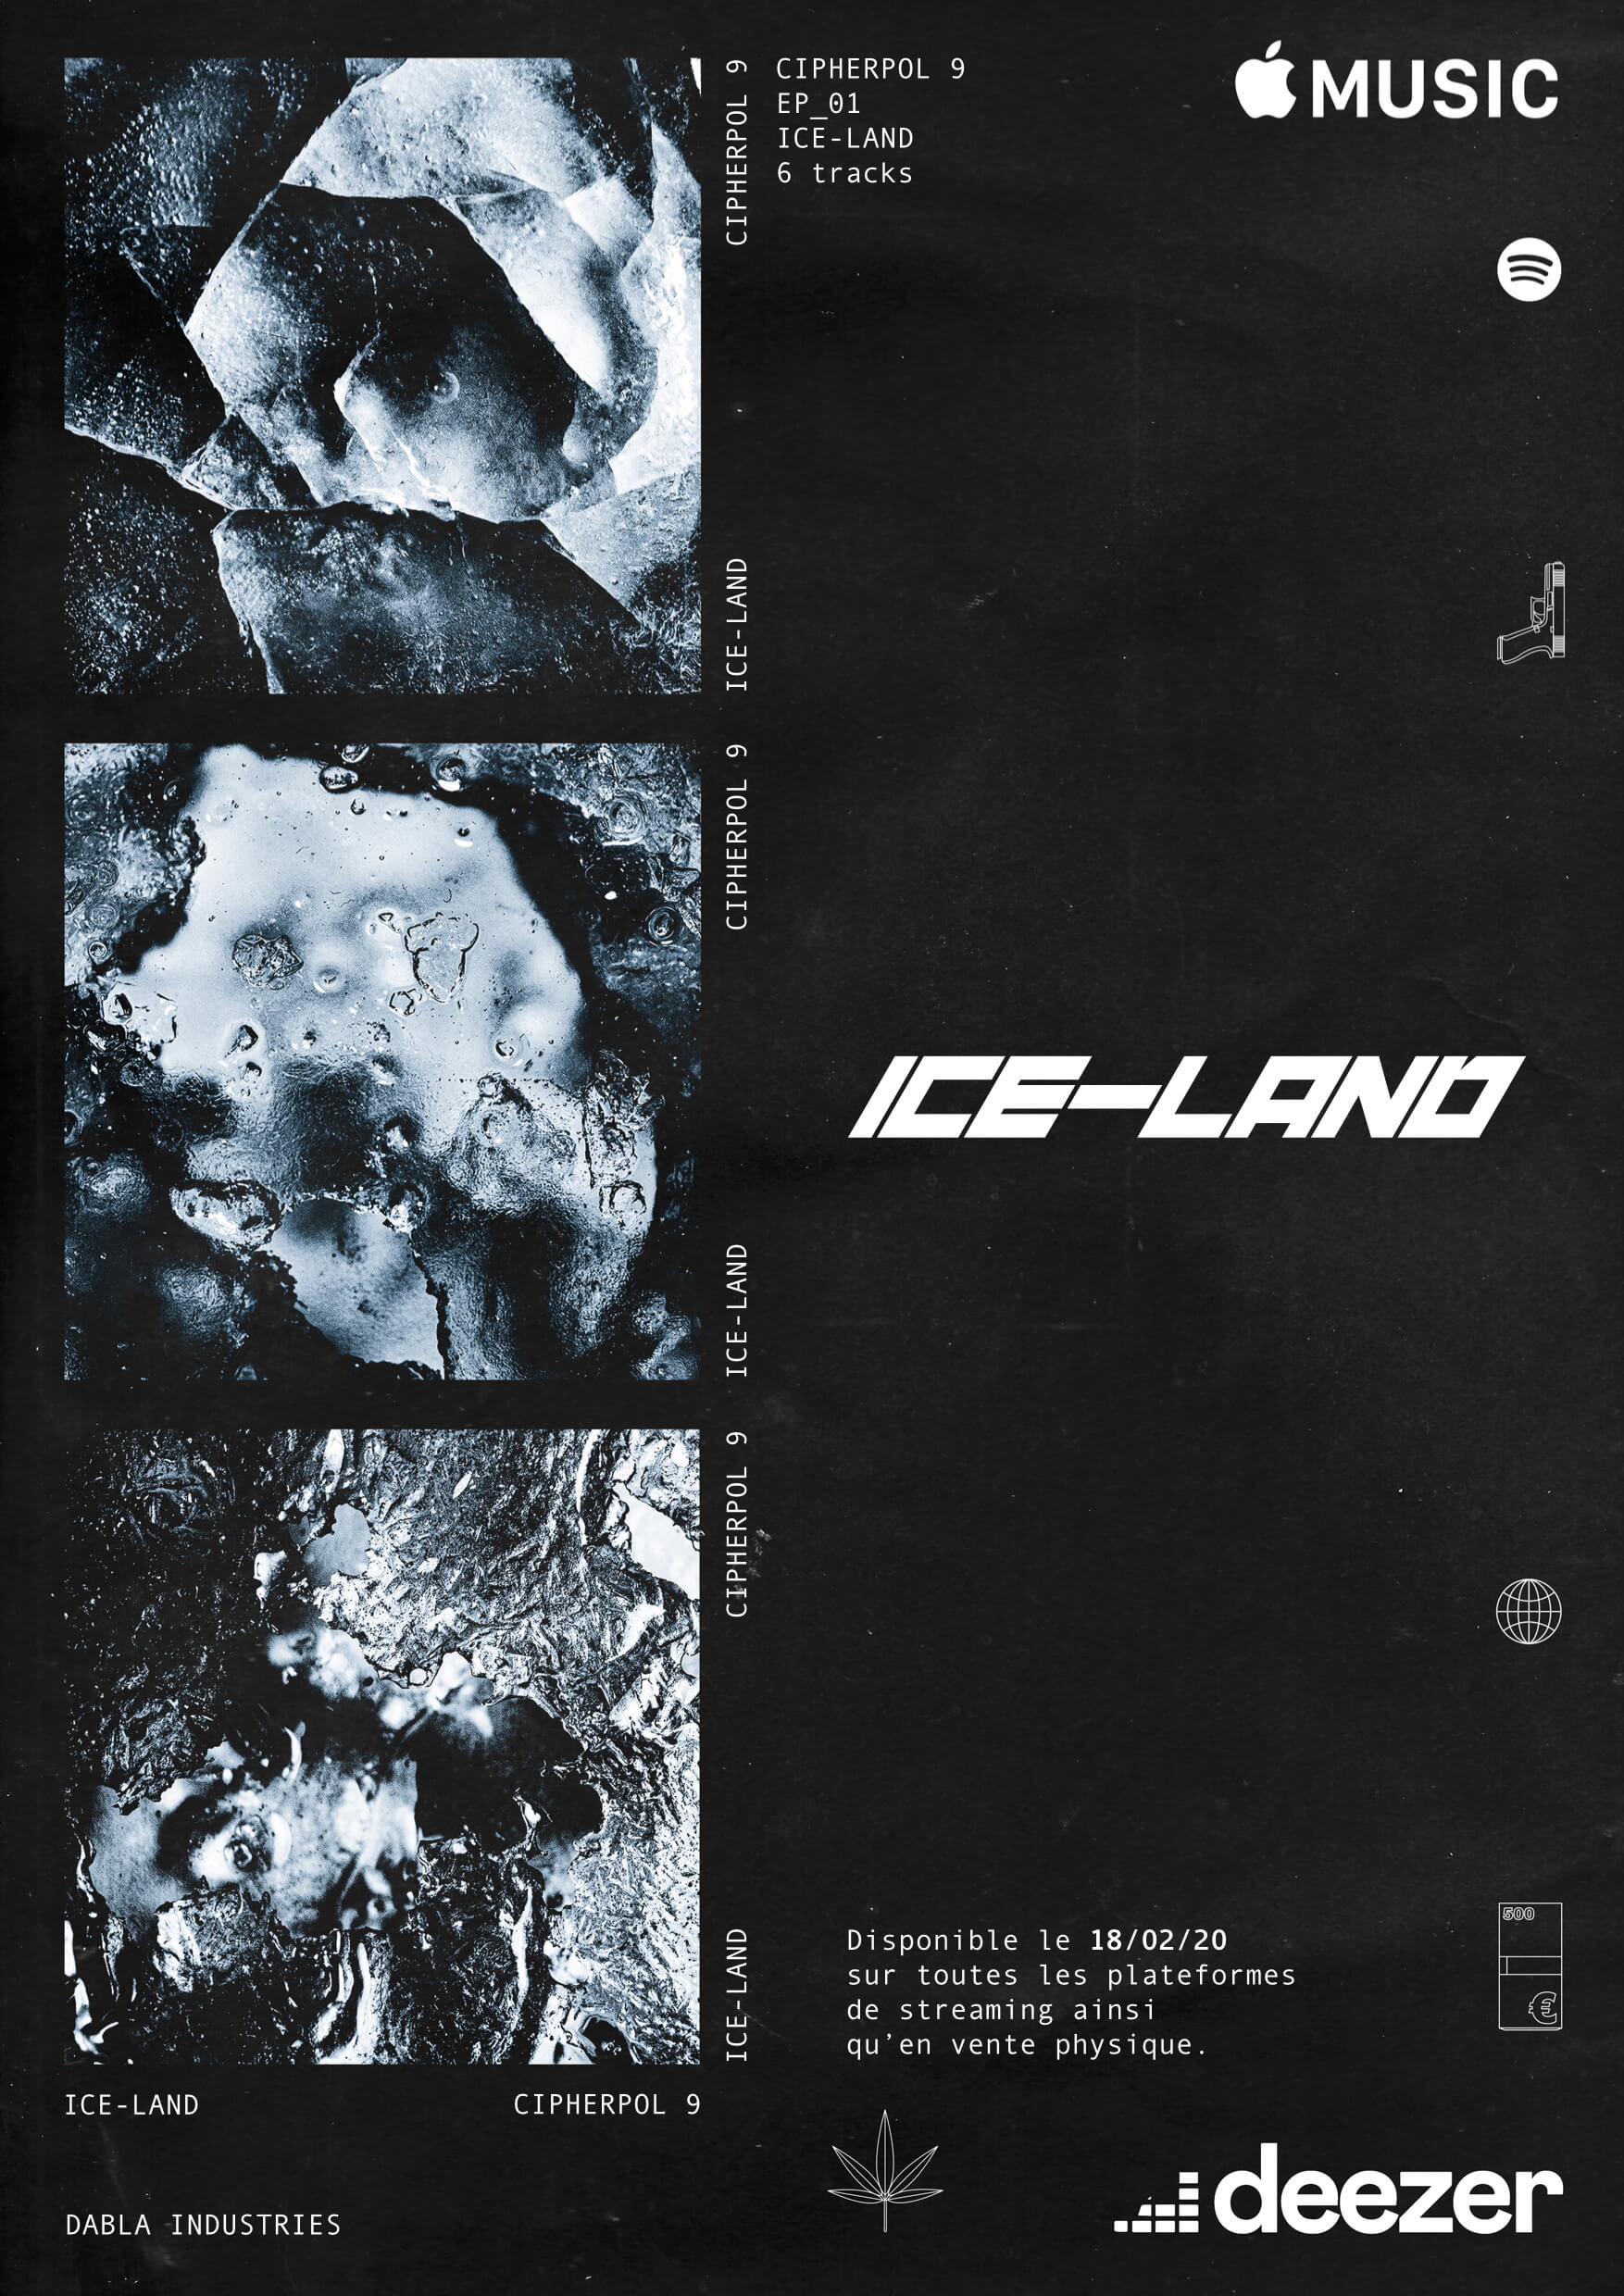 CIPHERPOL 9
EP_01
ICE-LAND
6 tracks
MUSIC
CIPHERPOL 9
ICE-LAND
CIPHERPOL 9
ICE-LAND
ICE-LAND
CIPHERPOL 9
ICE-LAND
500
€
Disponible le 18/02/20
sur toutes les plateformes
de streaming ainsi
qu’en vente physique.
ICE-LAND
CIPHERPOL 9
DABLA INDUSTRIES
deezer